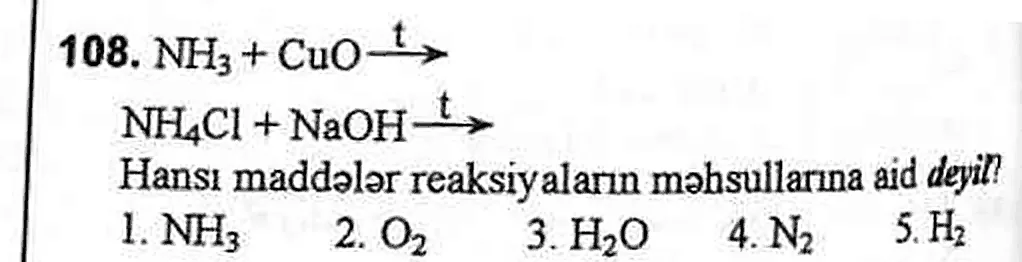 108. NH₃ + CuO —t→
NH₄Cl + NaOH —t→
Hansı maddələr reaksiyaların məhsullarına aid deyil?
1. NH₃ 2. O₂ 3. H₂O 4. N₂ 5. H₂